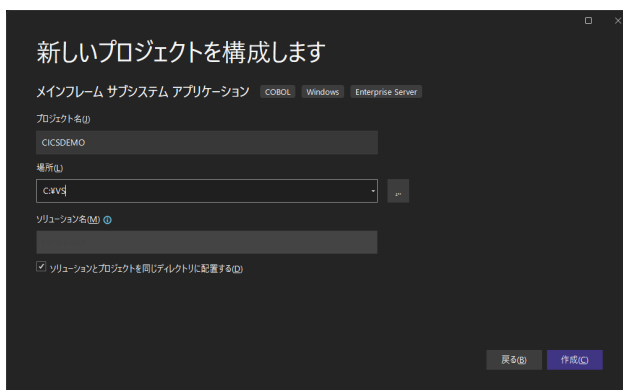 新しいプロジェクトを構成します
メインフレーム サブシステム アプリケーション COBOL Windows Enterprise Server
プロジェクト名(J)
CICSDEMO
場所(L)
C:¥VS
...
ソリューション名(M)
ソリューションとプロジェクトを同じディレクトリに配置する(D)
戻る(B) 作成(C)